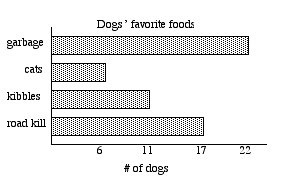 Dogs' favorite foods
garbage
cats
kibbles
road kill
6 11 17 22
# of dogs